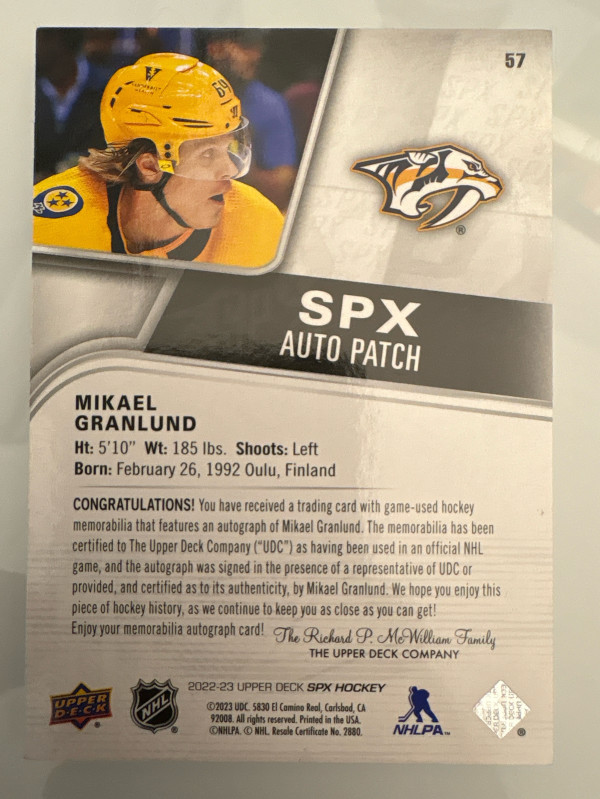 57
64
®
SPX
AUTO PATCH
MIKAEL
GRANLUND
Ht: 5'10" Wt: 185 lbs. Shoots: Left
Born: February 26, 1992 Oulu, Finland
CONGRATULATIONS! You have received a trading card with game-used hockey
memorabilia that features an autograph of Mikael Granlund. The memorabilia has been
certified to The Upper Deck Company ("UDC") as having been used in an official NHL
game, and the autograph was signed in the presence of a representative of UDC or
provided, and certified as to its authenticity, by Mikael Granlund. We hope you enjoy this
piece of hockey history, as we continue to keep you as close as you can get!
Enjoy your memorabilia autograph card! The Richard P. McWilliam Family
THE UPPER DECK COMPANY
2022-23 UPPER DECK SPX HOCKEY
UPPER
D·E·C·K
®
NHL
®
©2023 UDC. 5830 El Camino Real, Carlsbad, CA
92008. All rights reserved. Printed in the USA.
©NHLPA. © NHL. Resale Certificate No. 2880.
NHLPA™
®